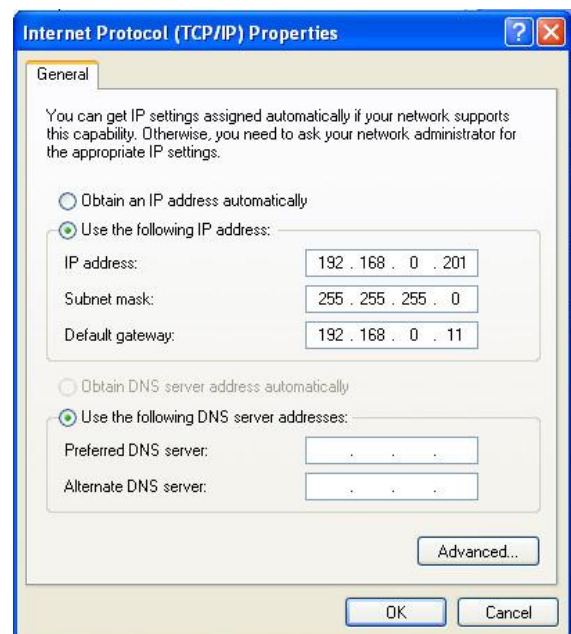 Internet Protocol (TCP/IP) Properties
General
You can get IP settings assigned automatically if your network supports
this capability. Otherwise, you need to ask your network administrator for
the appropriate IP settings.
Obtain an IP address automatically
Use the following IP address:
IP address: 192 . 168 . 0 . 201
Subnet mask: 255 . 255 . 255 . 0
Default gateway: 192 . 168 . 0 . 11
Obtain DNS server address automatically
Use the following DNS server addresses:
Preferred DNS server: . . .
Alternate DNS server: . . .
Advanced...
OK Cancel